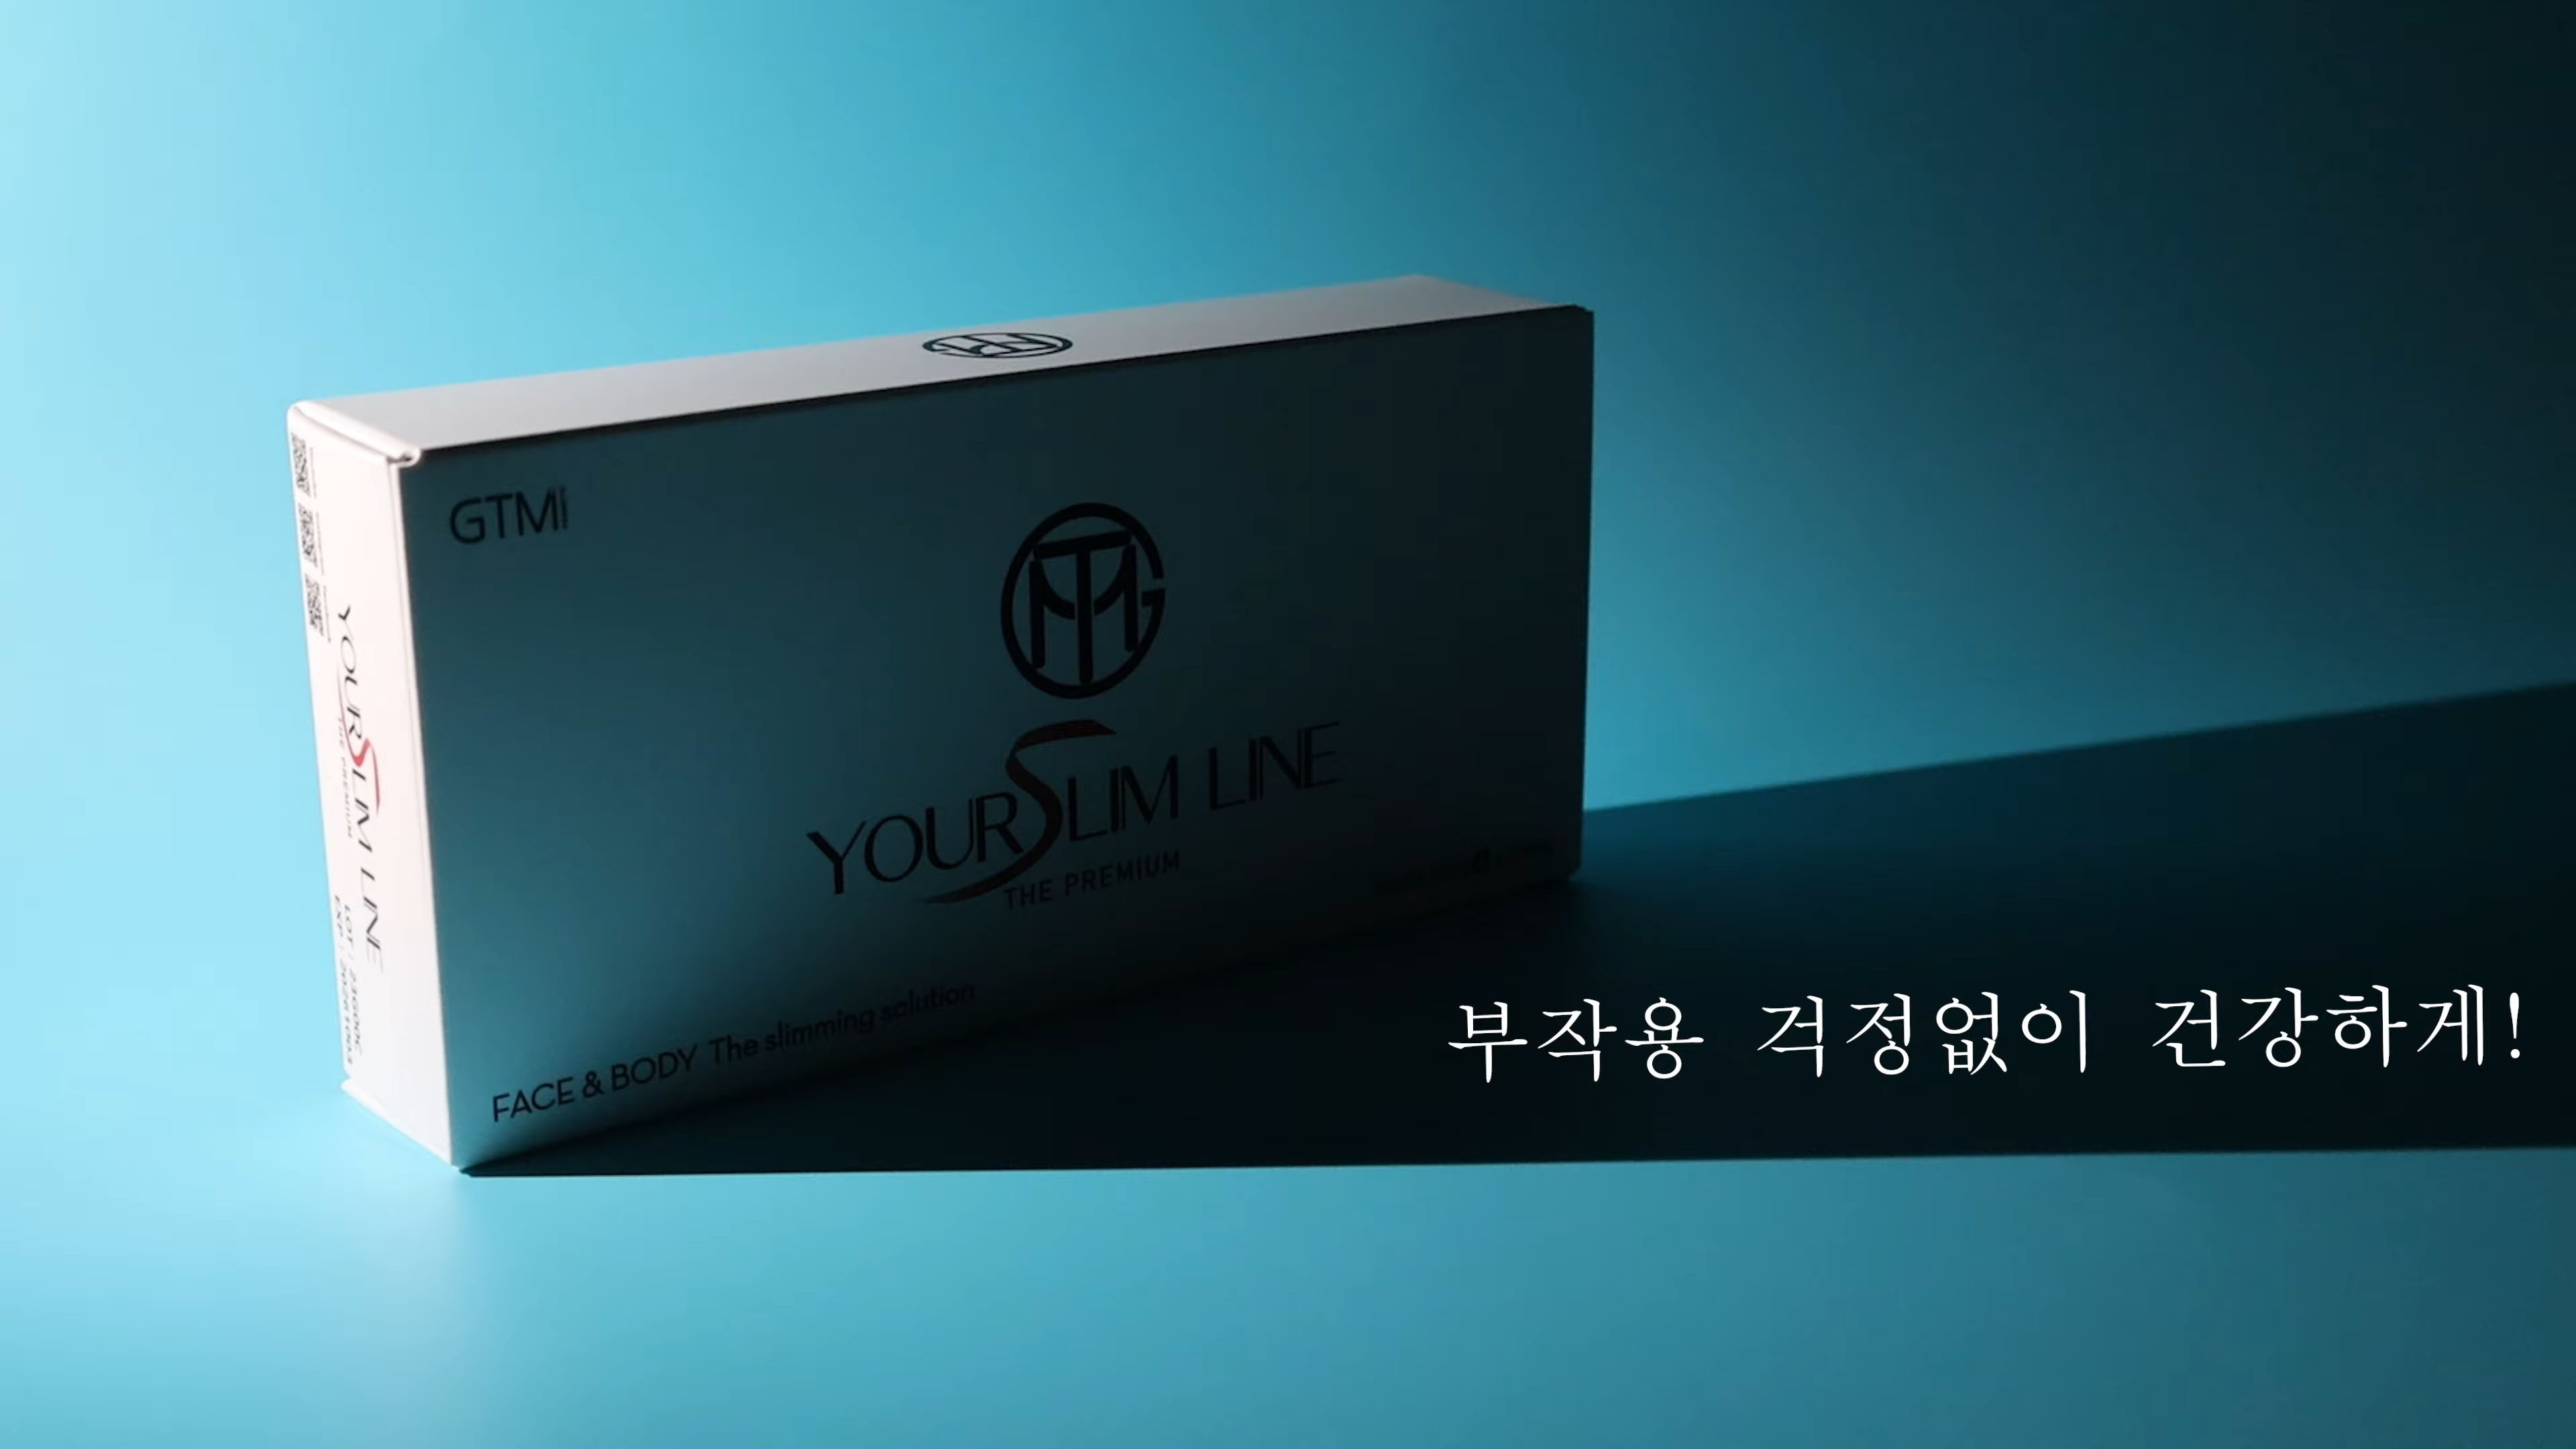 GTMi
YOURSLIM LINE
THE PREMIUM
FACE & BODY The slimming solution
YOURSLIM LINE
THE PREMIUM
부작용 걱정없이 건강하게!